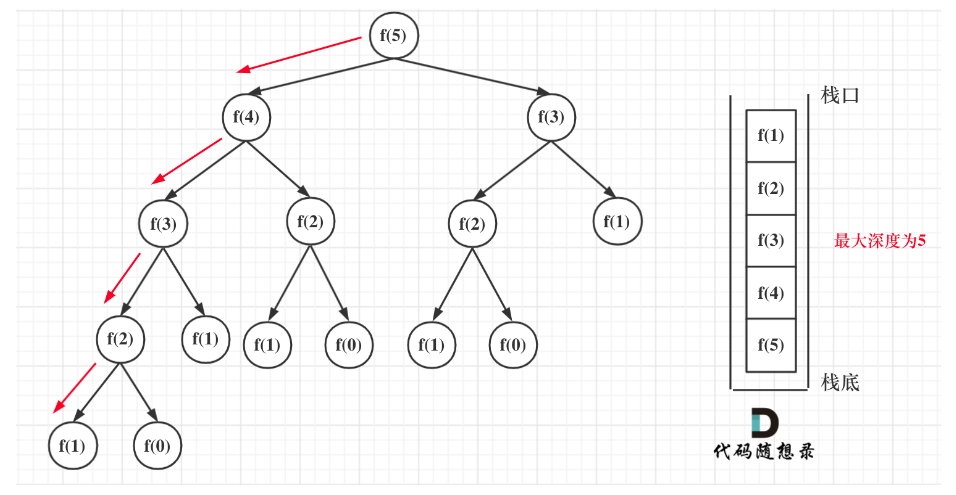 f(5)
f(4)
f(3)
f(3)
f(2)
f(2)
f(1)
f(2)
f(1)
f(1)
f(0)
f(1)
f(0)
f(1)
f(0)
栈口
f(1)
f(2)
f(3)
f(4)
f(5)
栈底
最大深度为5
代码随想录